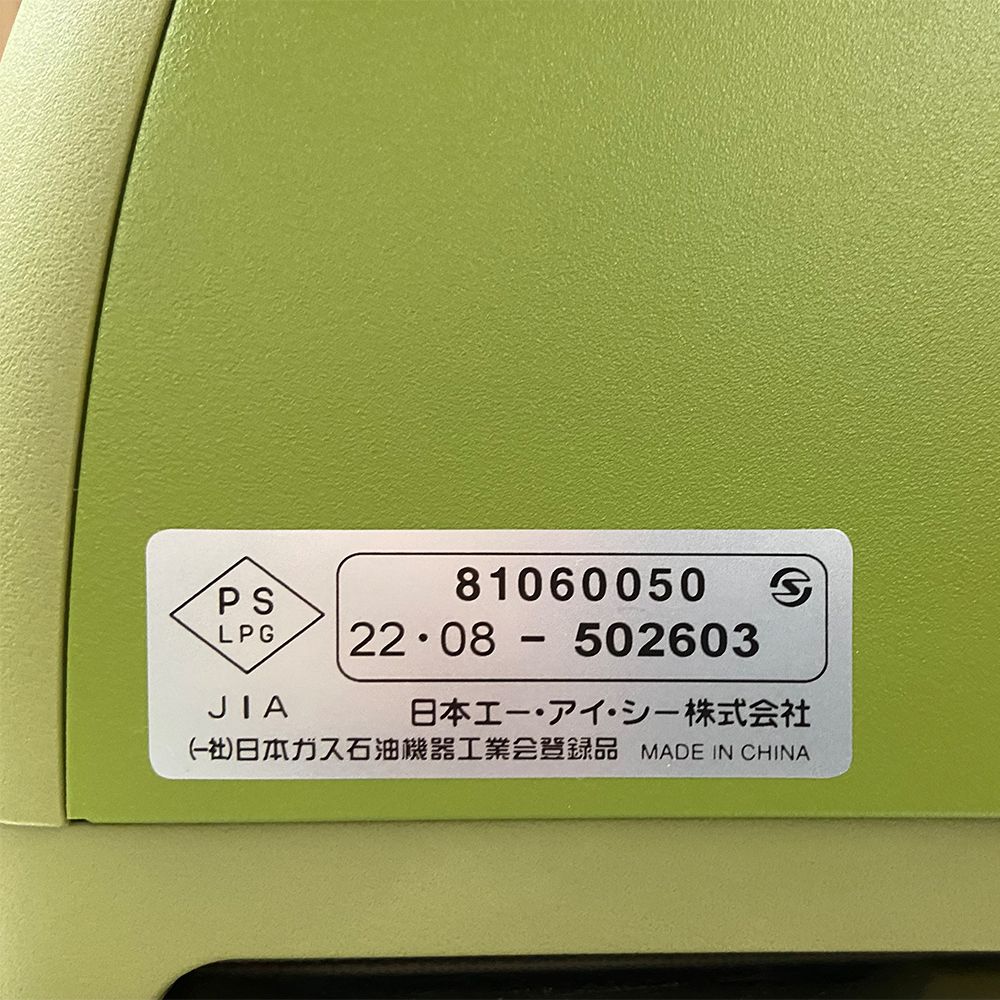 PS
LPG
JIA
81060050
22・08 - 502603
日本エー・アイ・シー株式会社
(一社)日本ガス石油機器工業会登録品 MADE IN CHINA